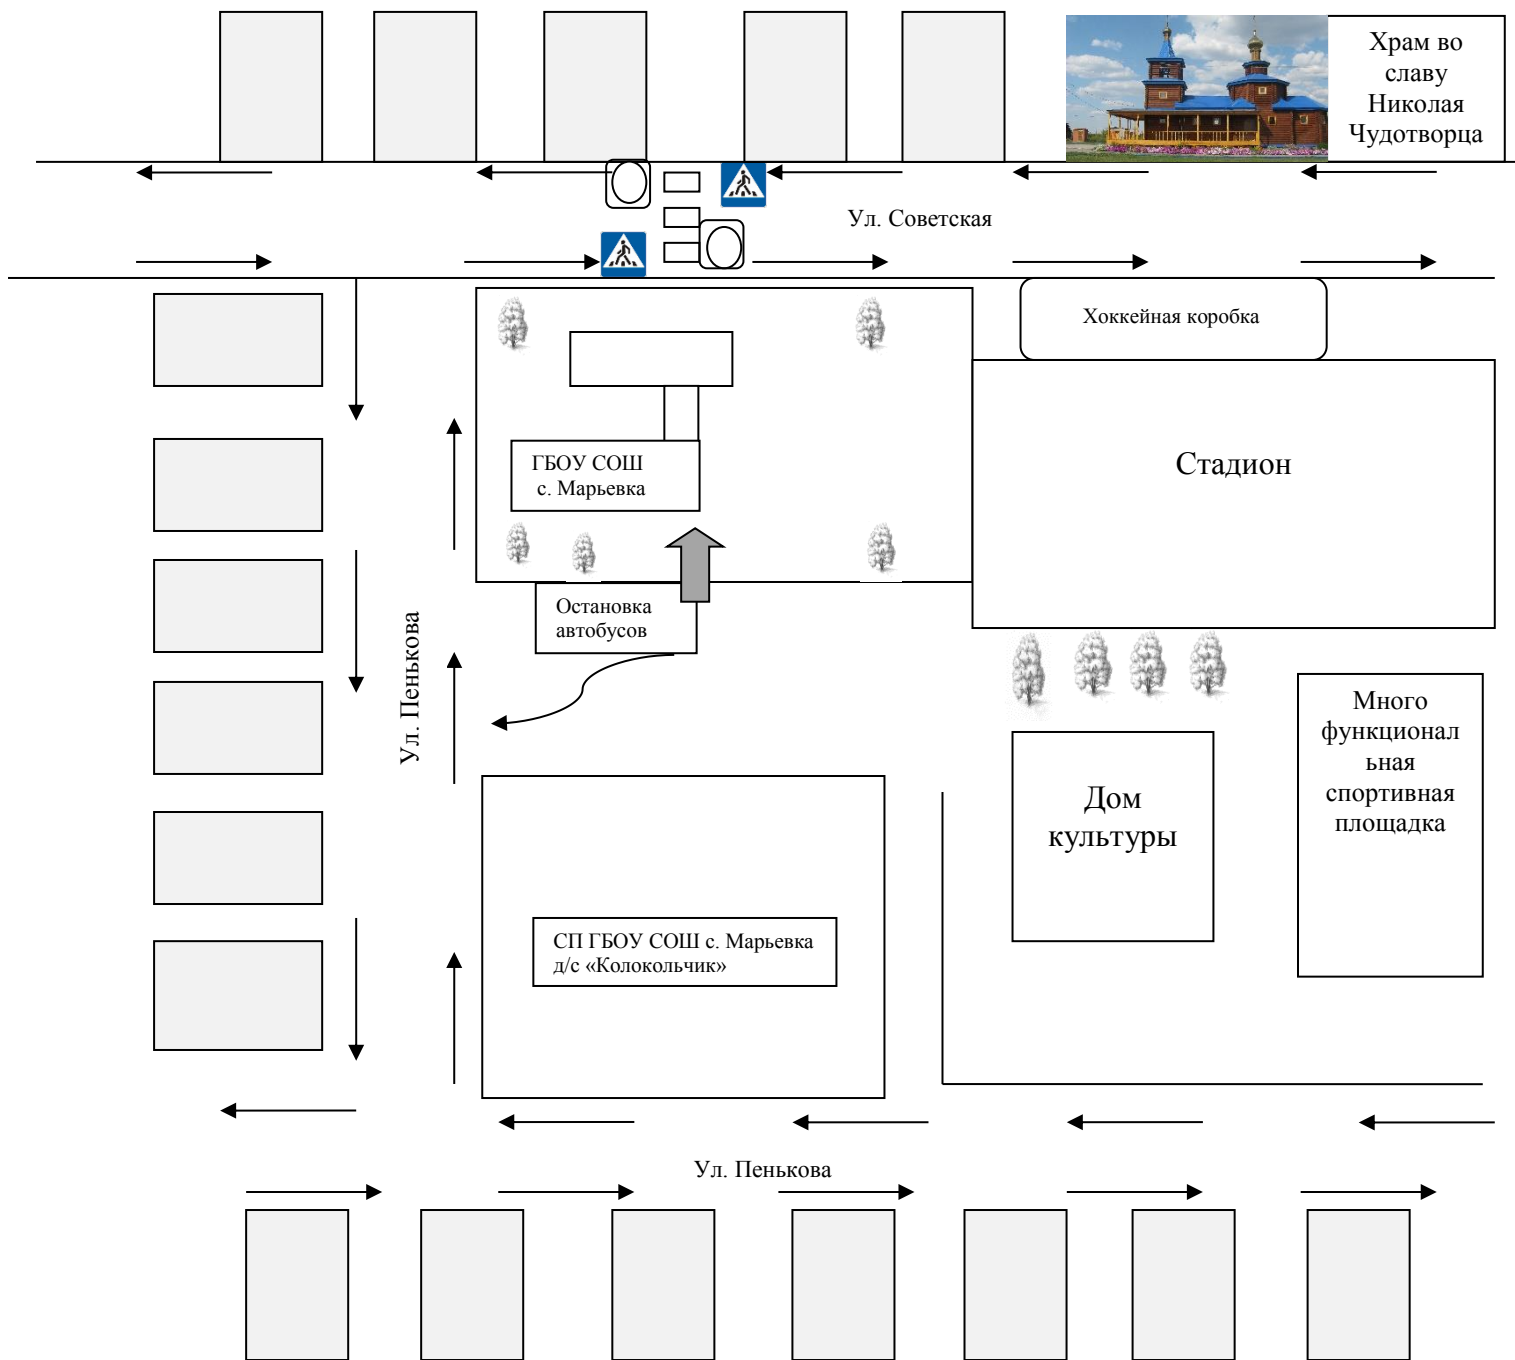 Храм во
славу
Николая
Чудотворца
Ул. Советская
Хоккейная коробка
ГБОУ СОШ
с. Марьевка
Стадион
Остановка
автобусов
Ул. Пенькова
Много
функционал
ьная
спортивная
площадка
Дом
культуры
СП ГБОУ СОШ с. Марьевка
д/с «Колокольчик»
Ул. Пенькова